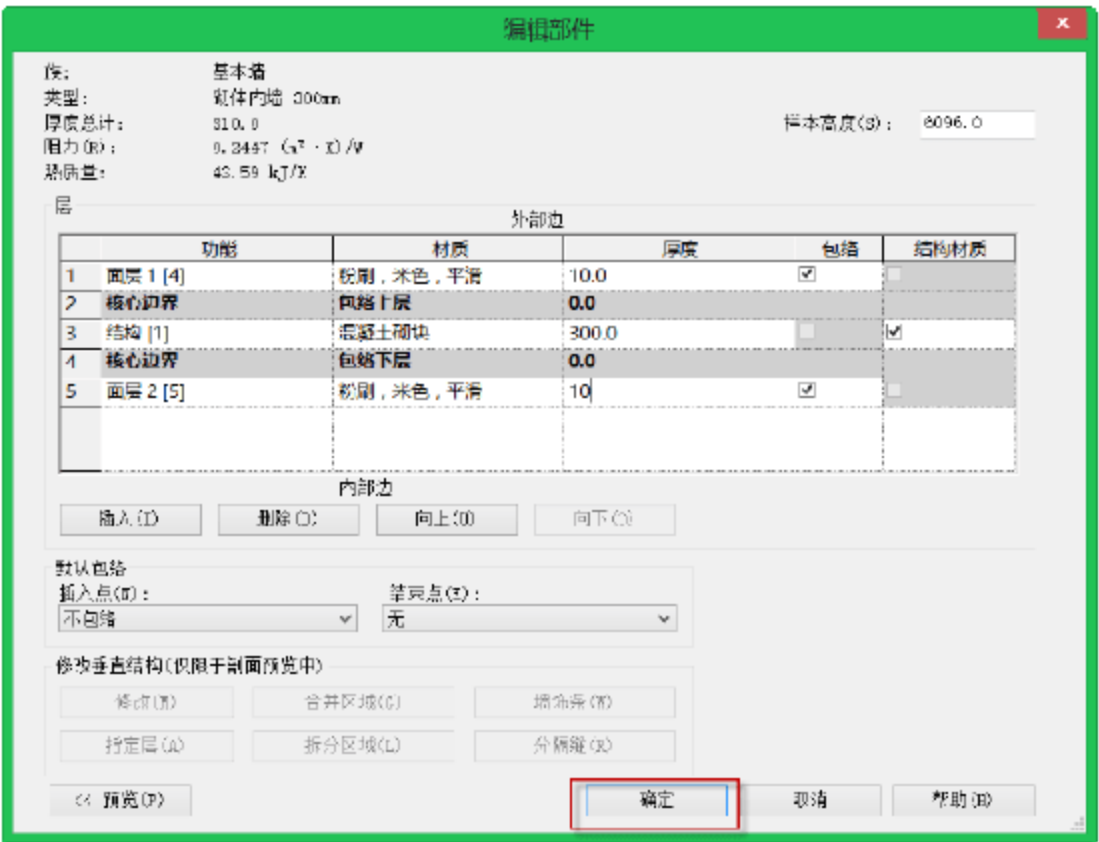 编辑部件
族: 基本墙
类型: 砌体内墙 300mm
厚度总计: 310.0 样本高度(S): 6096.0
阻力(R): 0.2447 (m² · K)/W
热质量: 43.59 kJ/K
层
外部边
功能 材质 厚度 包络 结构材质
1 面层 1 [4] 粉刷，米色，平滑 10.0
2 核心边界 包络上层 0.0
3 结构 [1] 混凝土砌块 300.0
4 核心边界 包络下层 0.0
5 面层 2 [5] 粉刷，米色，平滑 10
内部边
插入(I) 删除(D) 向上(U) 向下(O)
默认包络
插入点(N): 结束点(E):
不包络 无
修改垂直结构(仅限于剖面预览中)
修改(M) 合并区域(G) 墙饰条(W)
指定层(A) 拆分区域(L) 分隔缝(R)
<< 预览(P) 确定 取消 帮助(H)